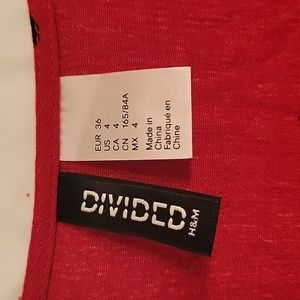 EUR 36
US 4
CA 4
CN 165/84A
MX 4
Made in
China
Fabriqué en
Chine
DIVIDED
H&M